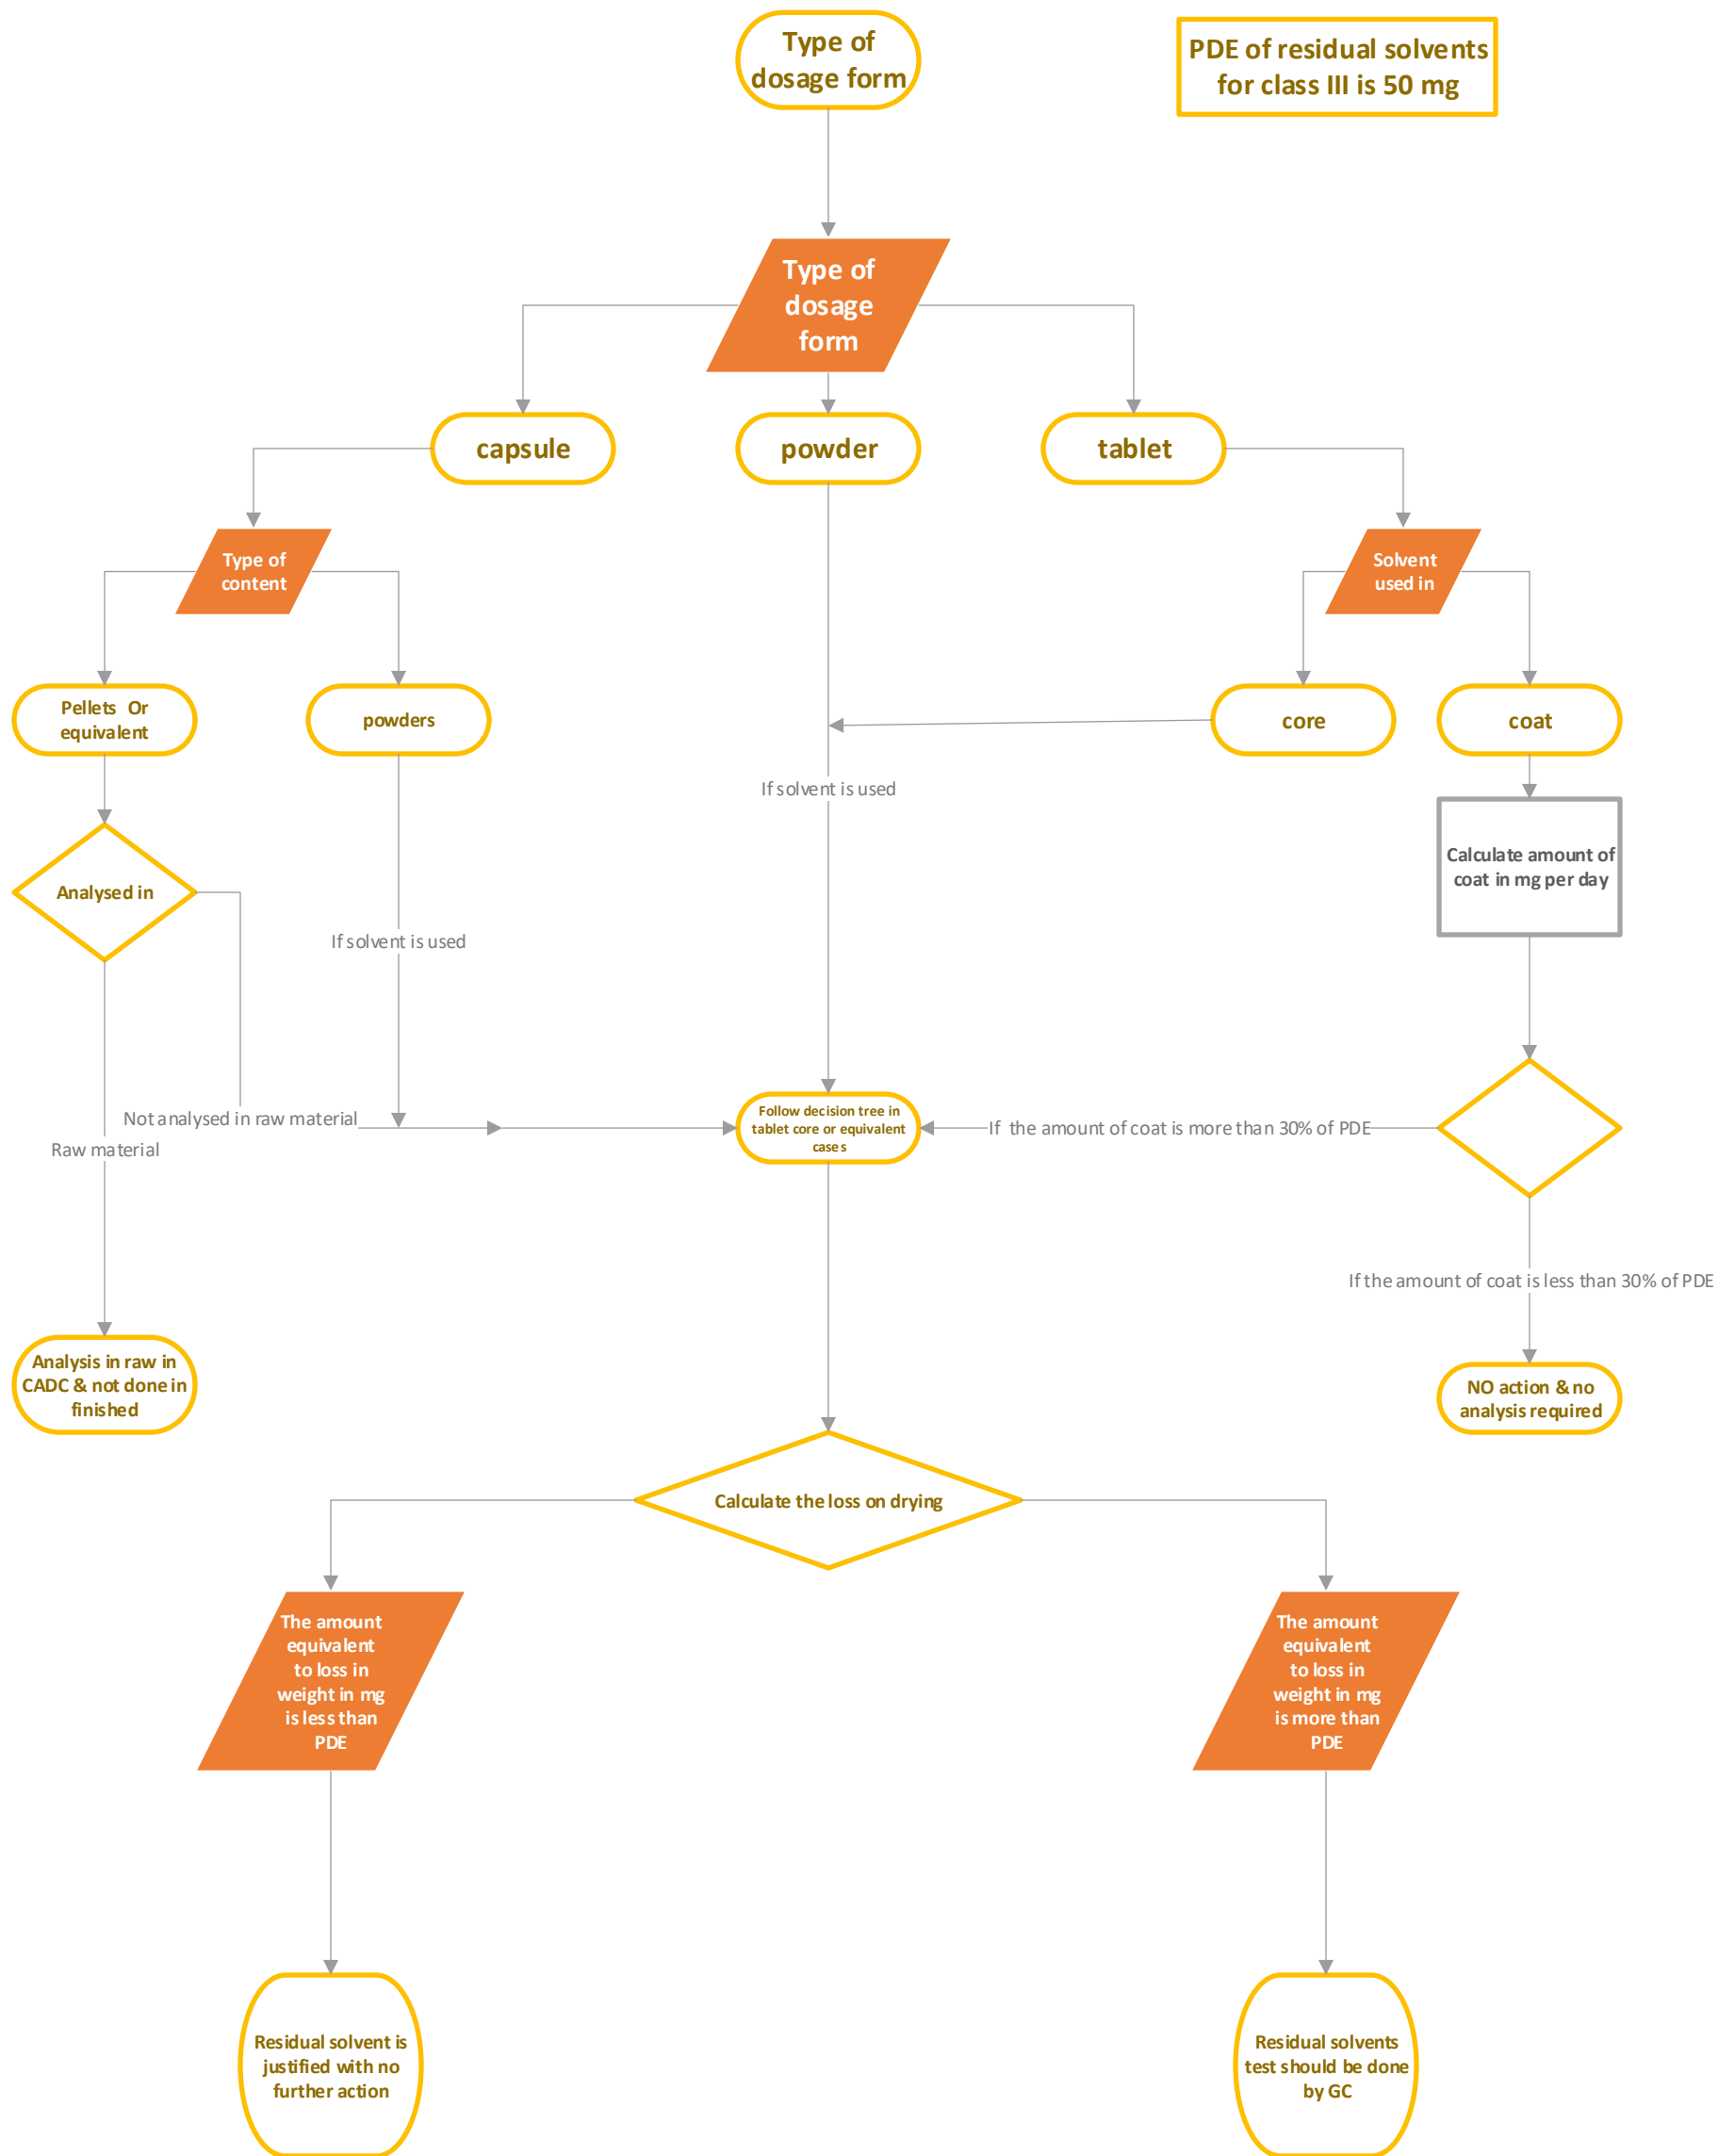 Type of
dosage form
PDE of residual solvents
for class III is 50 mg
Type of
dosage
form
capsule
powder
tablet
Type of
content
Solvent
used in
Pellets Or
equivalent
powders
core
coat
If solvent is used
Calculate amount of
coat in mg per day
Analysed in
If solvent is used
Not analysed in raw material
Raw material
Follow decision tree in
tablet core or equivalent
cases
If the amount of coat is more than 30% of PDE
If the amount of coat is less than 30% of PDE
Analysis in raw in
CADC & not done in
finished
NO action & no
analysis required
Calculate the loss on drying
The amount
equivalent
to loss in
weight in mg
is less than
PDE
The amount
equivalent
to loss in
weight in mg
is more than
PDE
Residual solvent is
justified with no
further action
Residual solvents
test should be done
by GC